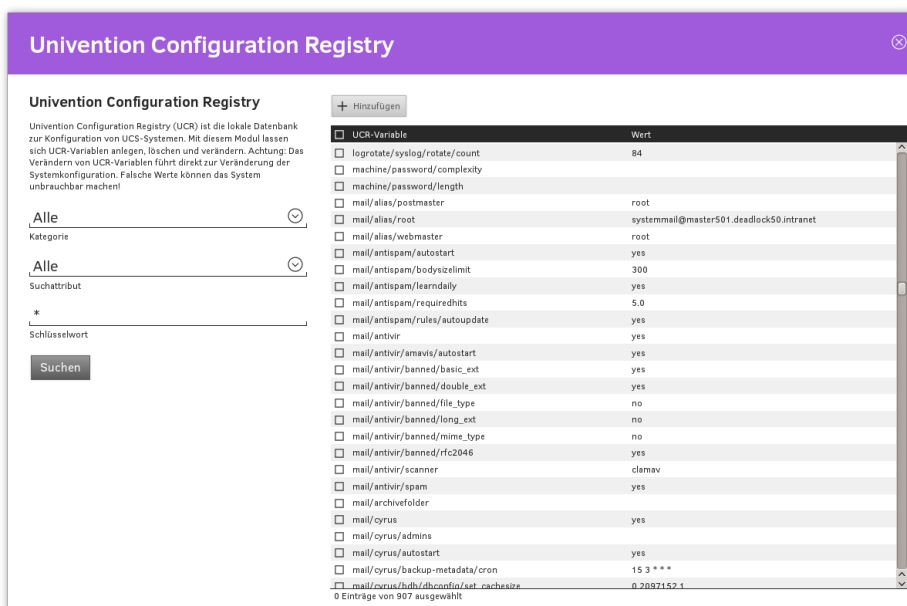 Univention Configuration Registry
Univention Configuration Registry
Univention Configuration Registry (UCR) ist die lokale Datenbank
zur Konfiguration von UCS-Systemen. Mit diesem Modul lassen
sich UCR-Variablen anlegen, löschen und verändern. Achtung: Das
Verändern von UCR-Variablen führt direkt zur Veränderung der
Systemkonfiguration. Falsche Werte können das System
unbrauchbar machen!
Alle
Kategorie
Alle
Suchattribut
*
Schlüsselwort
Suchen
+ Hinzufügen
UCR-Variable Wert
logrotate/syslog/rotate/count 84
machine/password/complexity
machine/password/length
mail/alias/postmaster root
mail/alias/root systemmail@master501.deadlock50.intranet
mail/alias/webmaster root
mail/antispam/autostart yes
mail/antispam/bodysizelimit 300
mail/antispam/learndaily yes
mail/antispam/requiredhits 5.0
mail/antispam/rules/autoupdate yes
mail/antivir yes
mail/antivir/amavis/autostart yes
mail/antivir/banned/basic_ext yes
mail/antivir/banned/double_ext yes
mail/antivir/banned/file_type no
mail/antivir/banned/long_ext no
mail/antivir/banned/mime_type no
mail/antivir/banned/rfc2046 yes
mail/antivir/scanner clamav
mail/antivir/spam yes
mail/archivefolder
mail/cyrus yes
mail/cyrus/admins
mail/cyrus/autostart yes
mail/cyrus/backup-metadata/cron 15 3 * * *
mail/cyrus/bdb/dbconfig/set_cachesize 0 2097152 1
0 Einträge von 907 ausgewählt